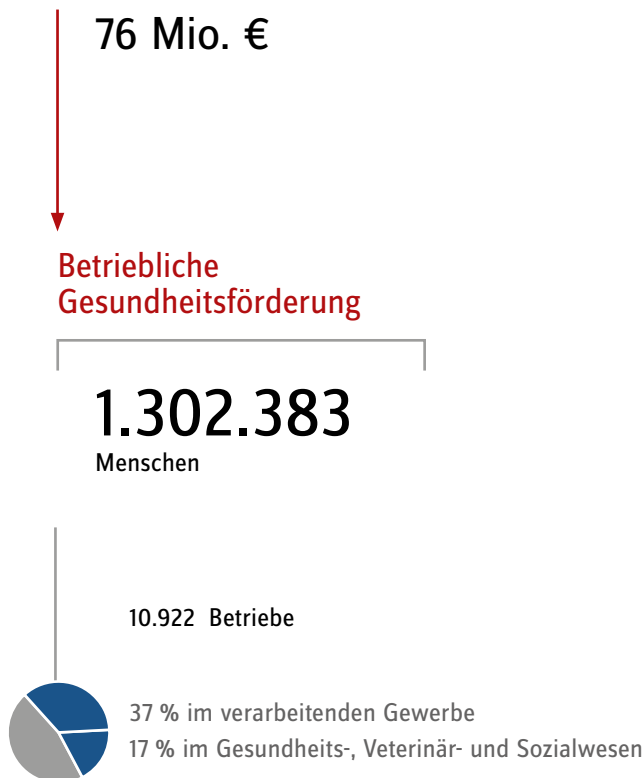 76 Mio. €
Betriebliche
Gesundheitsförderung
1.302.383
Menschen
10.922 Betriebe
37 % im verarbeitenden Gewerbe
17 % im Gesundheits-, Veterinär- und Sozialwesen